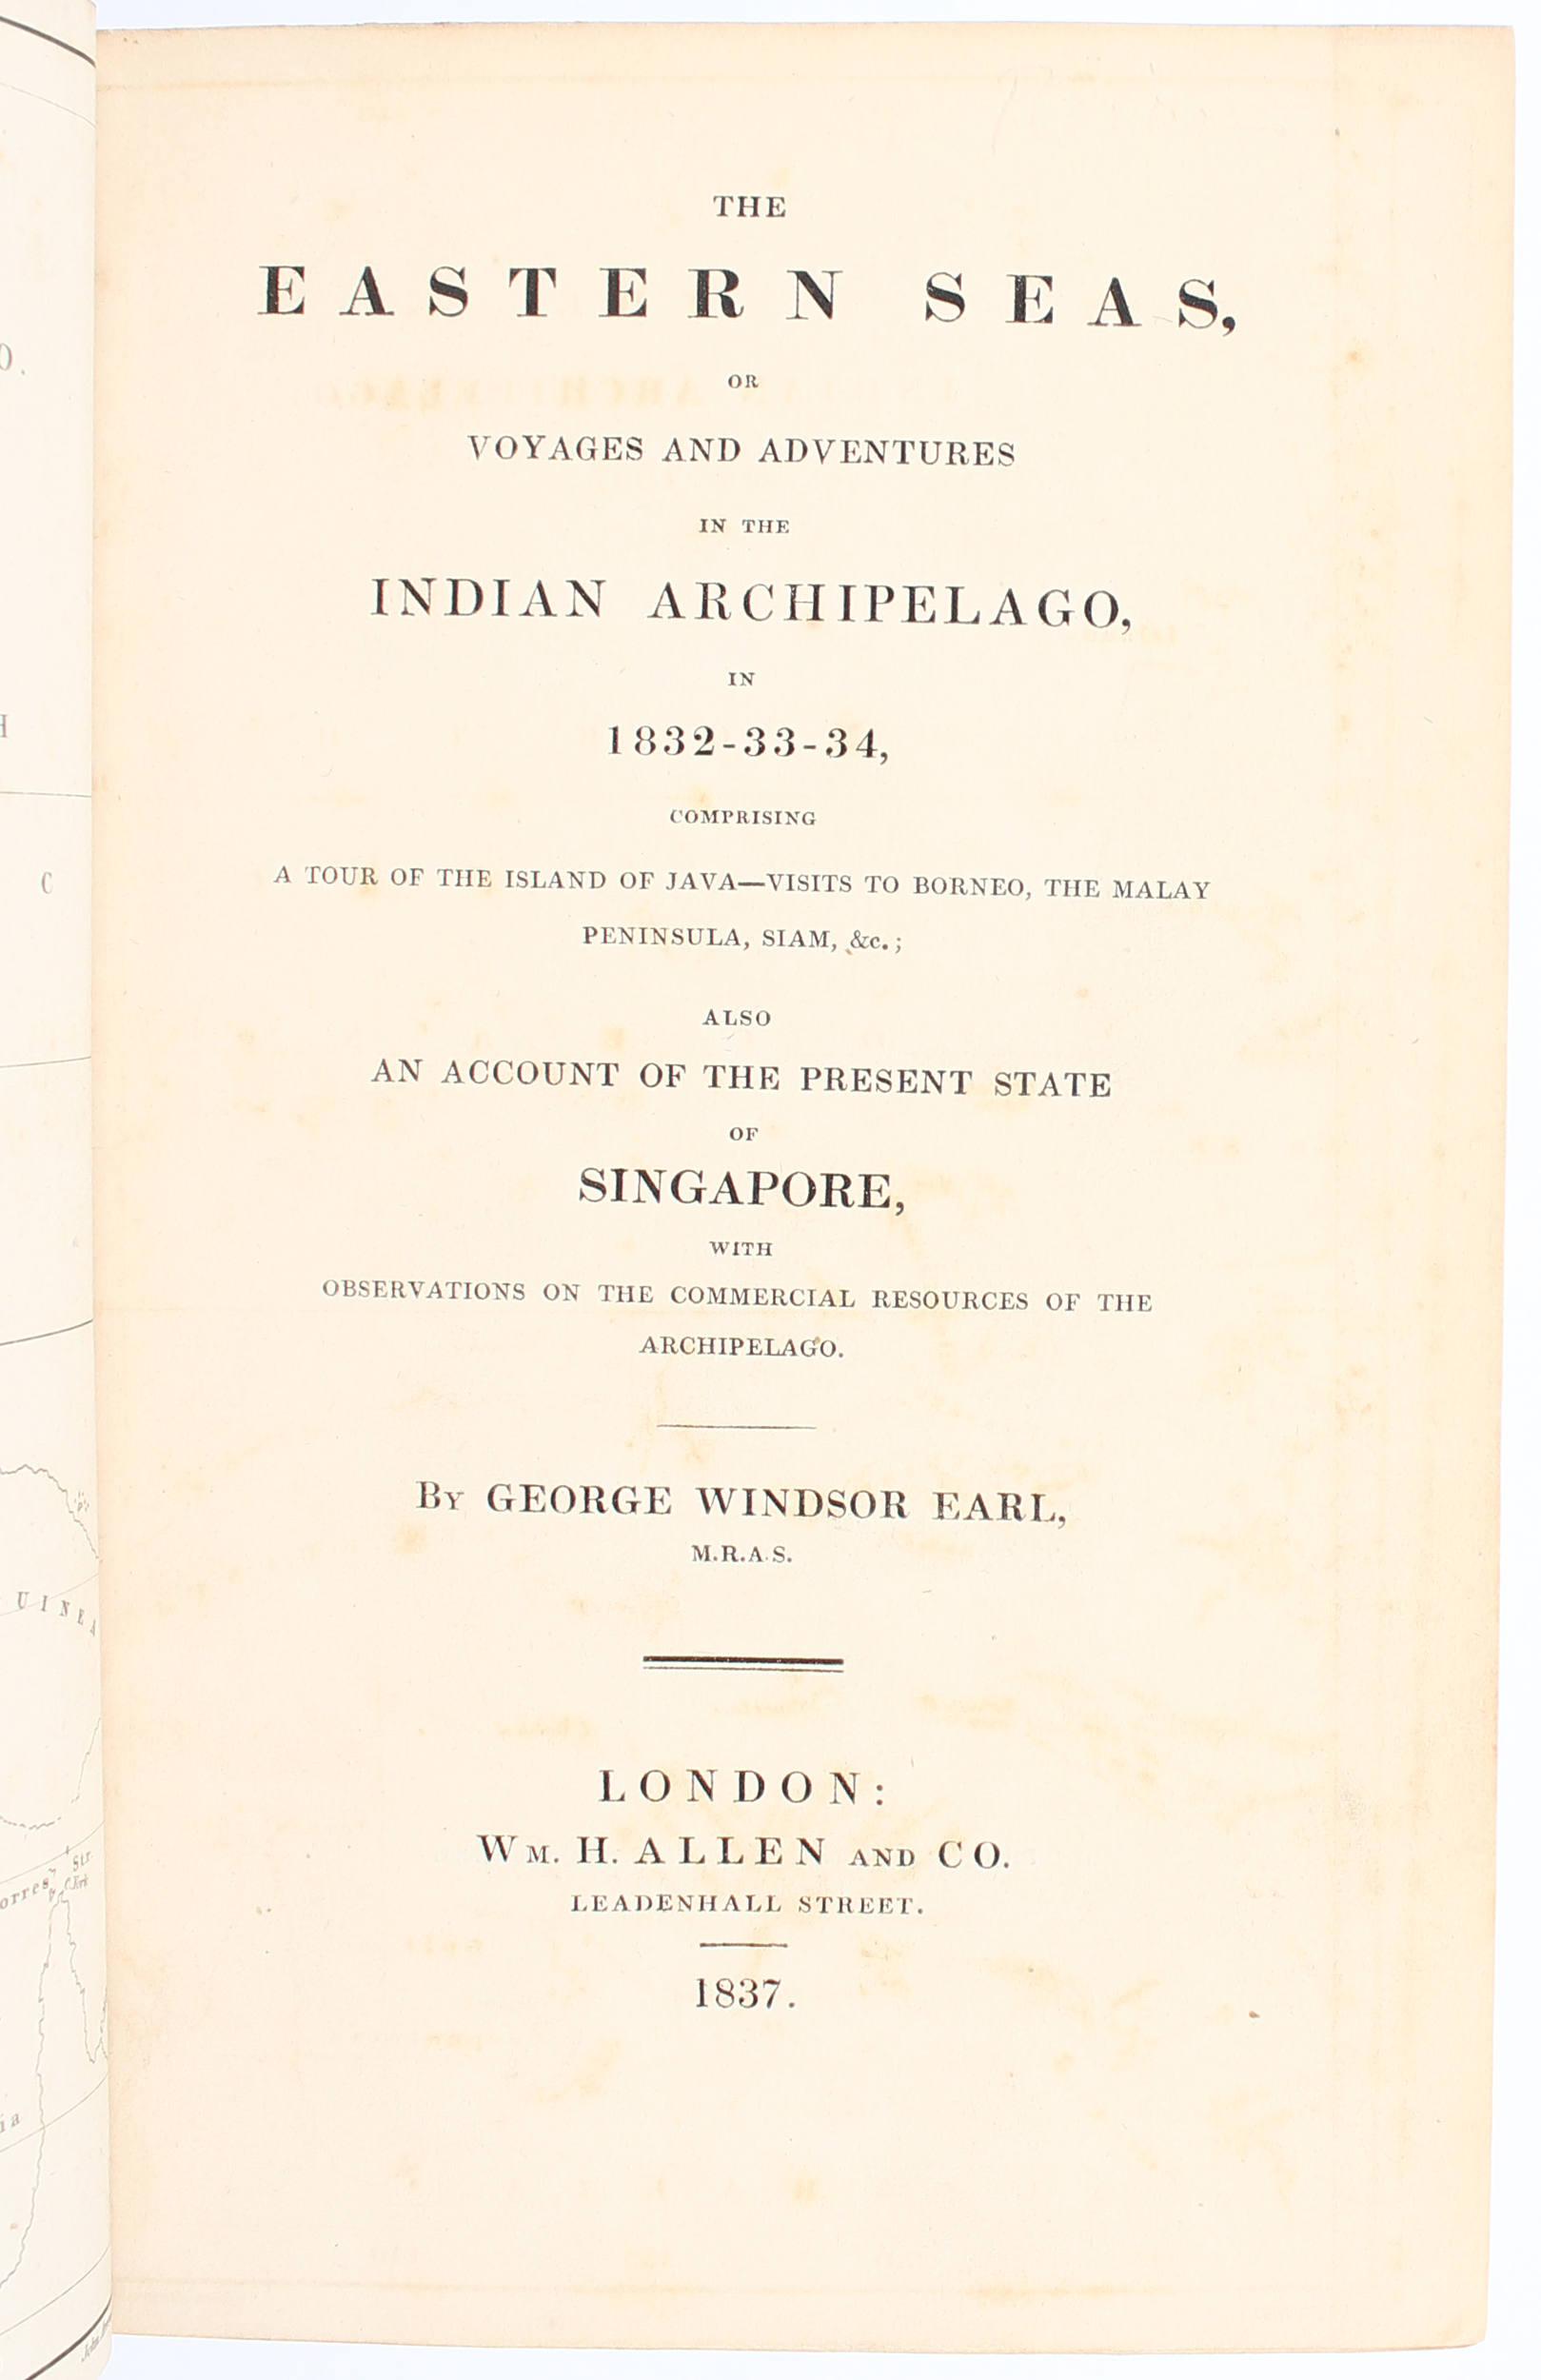 THE
EASTERN SEAS,
OR
VOYAGES AND ADVENTURES
IN THE
INDIAN ARCHIPELAGO,
IN
1832-33-34,
COMPRISING
A TOUR OF THE ISLAND OF JAVA—VISITS TO BORNEO, THE MALAY
PENINSULA, SIAM, &c.;
ALSO
AN ACCOUNT OF THE PRESENT STATE
OF
SINGAPORE,
WITH
OBSERVATIONS ON THE COMMERCIAL RESOURCES OF THE
ARCHIPELAGO.
By GEORGE WINDSOR EARL,
M.R.A.S.
LONDON:
WM. H. ALLEN AND CO.
LEADENHALL STREET.
1837.